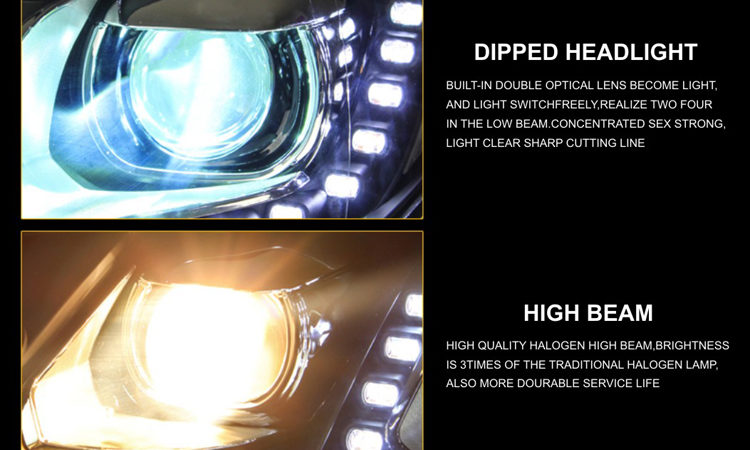 DIPPED HEADLIGHT
BUILT-IN DOUBLE OPTICAL LENS BECOME LIGHT,
AND LIGHT SWITCHFREELY,REALIZE TWO FOUR
IN THE LOW BEAM.CONCENTRATED SEX STRONG,
LIGHT CLEAR SHARP CUTTING LINE
HIGH BEAM
HIGH QUALITY HALOGEN HIGH BEAM,BRIGHTNESS
IS 3TIMES OF THE TRADITIONAL HALOGEN LAMP,
ALSO MORE DOURABLE SERVICE LIFE